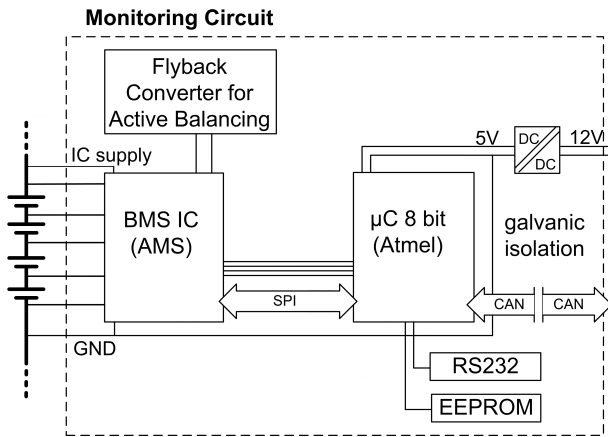 Monitoring Circuit
Flyback
Converter for
Active Balancing
5V
DC
DC
12V
IC supply
BMS IC
(AMS)
µC 8 bit
(Atmel)
galvanic
isolation
SPI
CAN
CAN
GND
RS232
EEPROM